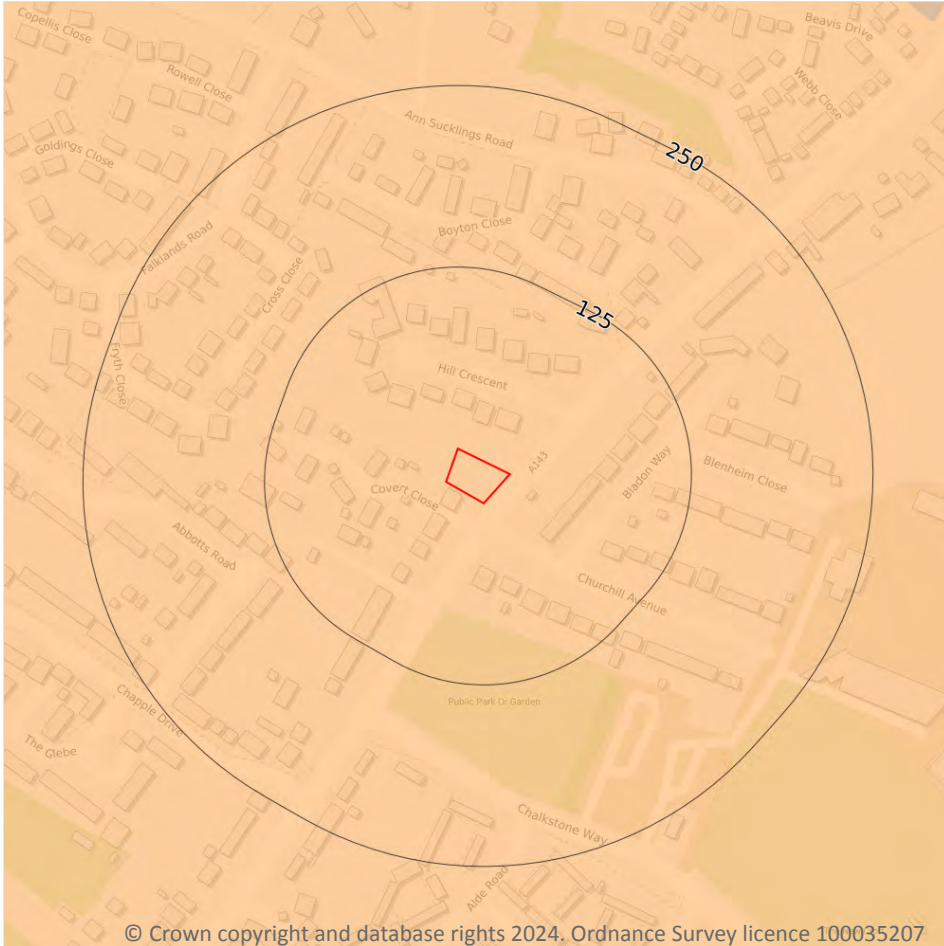 Copellis Close
Beavis Drive
Rowell Close
Webb Close
Ann Sucklings Road
Goldings Close
250
Boyton Close
Falklands Road
Cross Close
125
Fryth Close
Hill Crescent
A143
Bladon Way
Blenheim Close
Covert Close
Abbotts Road
Churchill Avenue
Public Park Or Garden
Chapple Drive
The Glebe
Chalkstone Way
Alde Road
© Crown copyright and database rights 2024. Ordnance Survey licence 100035207